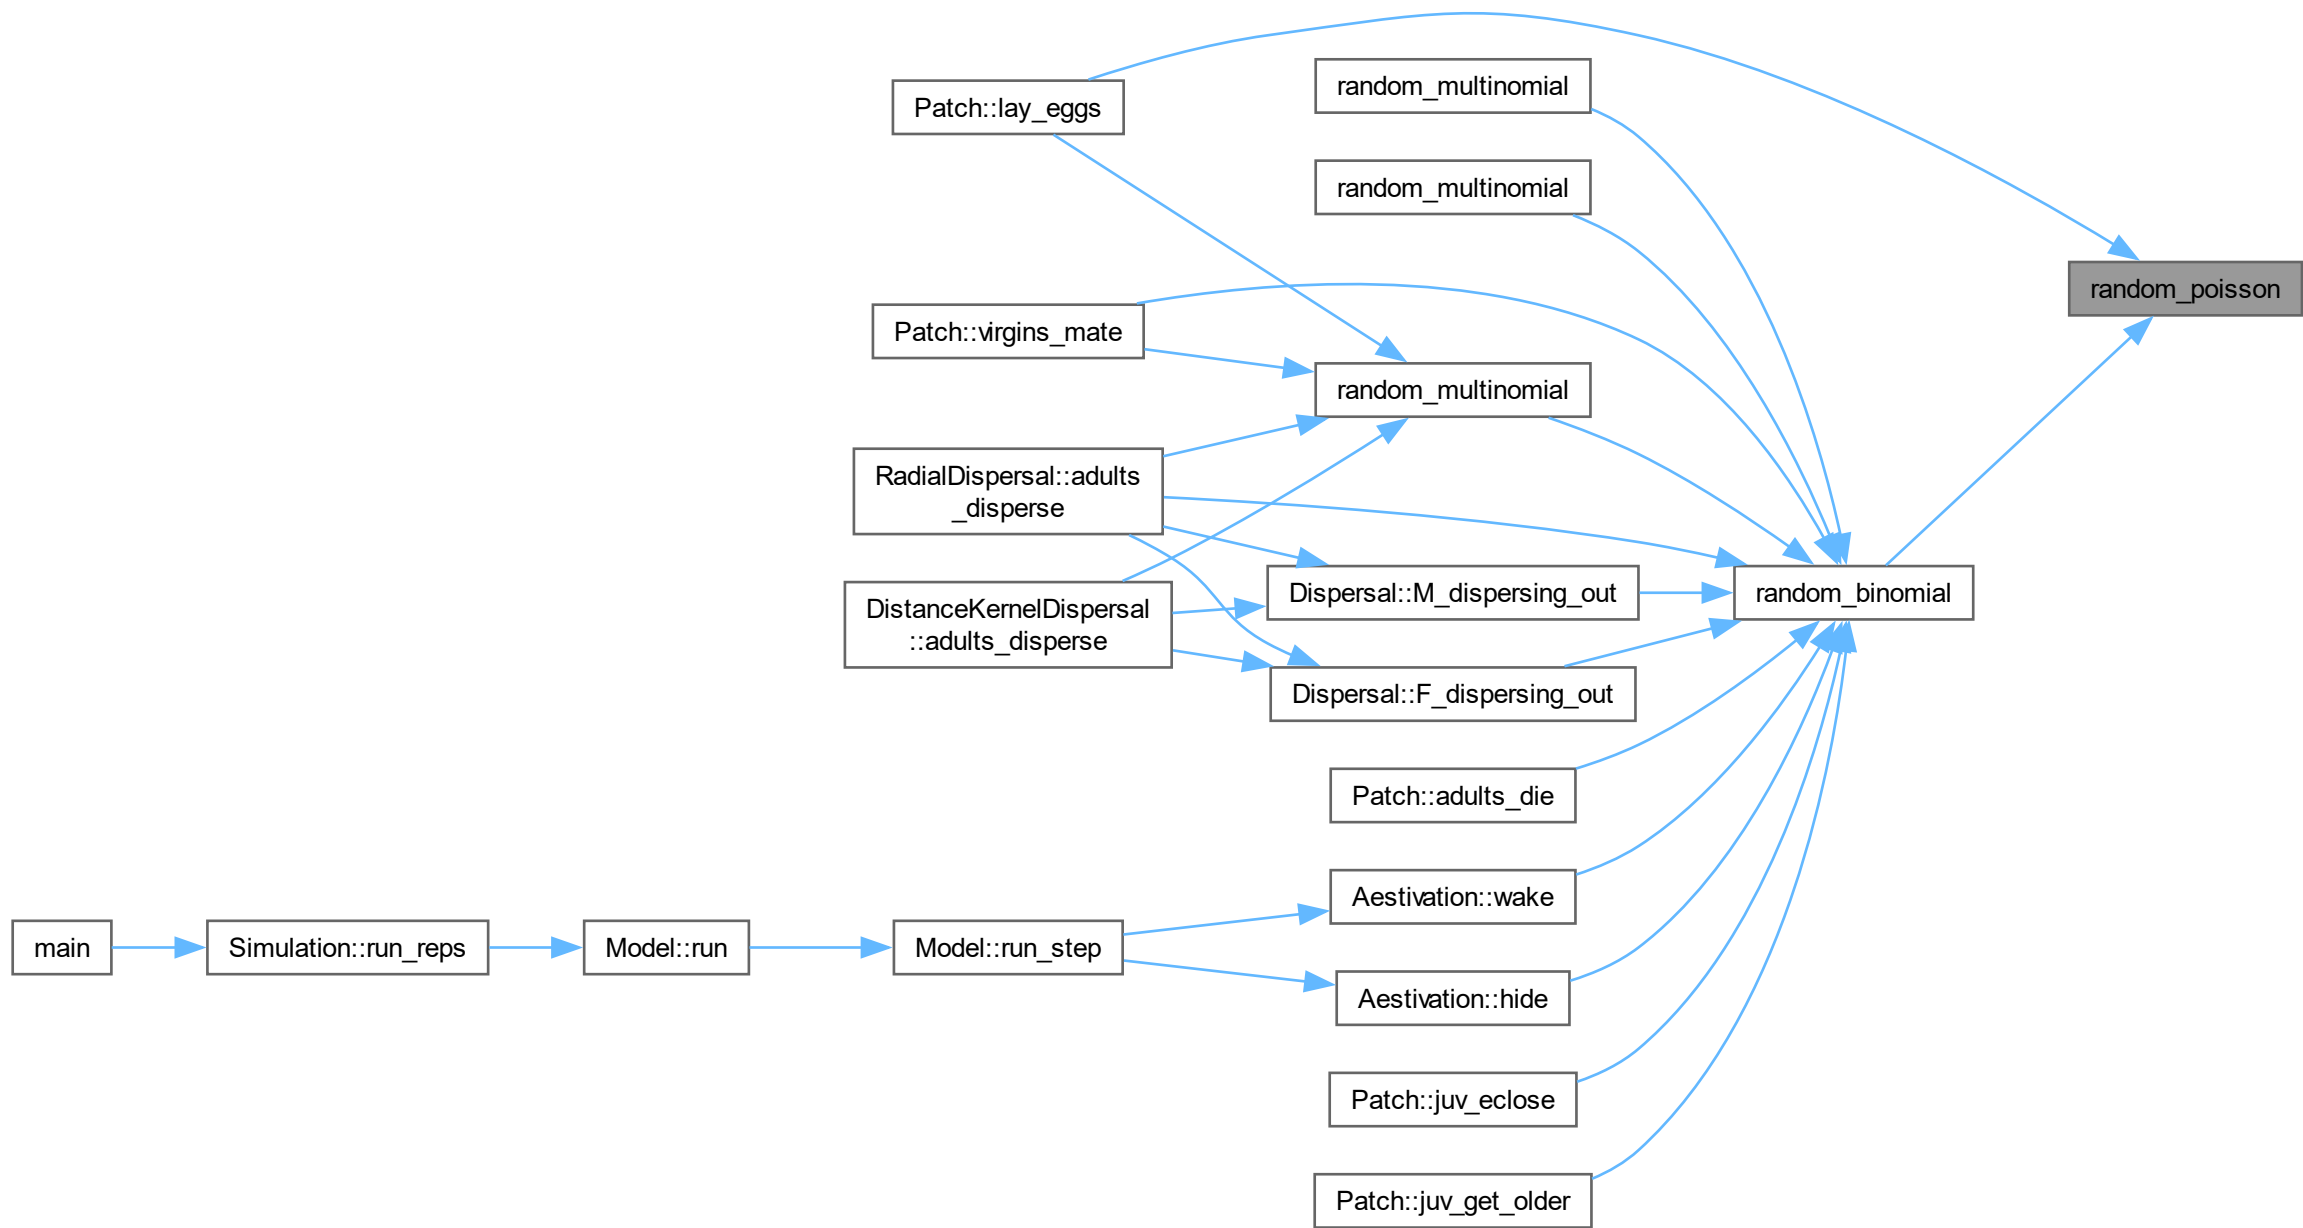 Patch::lay_eggs
random_multinomial
random_multinomial
random_poisson
Patch::virgins_mate
random_multinomial
RadialDispersal::adults
_disperse
DistanceKernelDispersal
::adults_disperse
Dispersal::M_dispersing_out
random_binomial
Dispersal::F_dispersing_out
Patch::adults_die
Aestivation::wake
main
Simulation::run_reps
Model::run
Model::run_step
Aestivation::hide
Patch::juv_eclose
Patch::juv_get_older